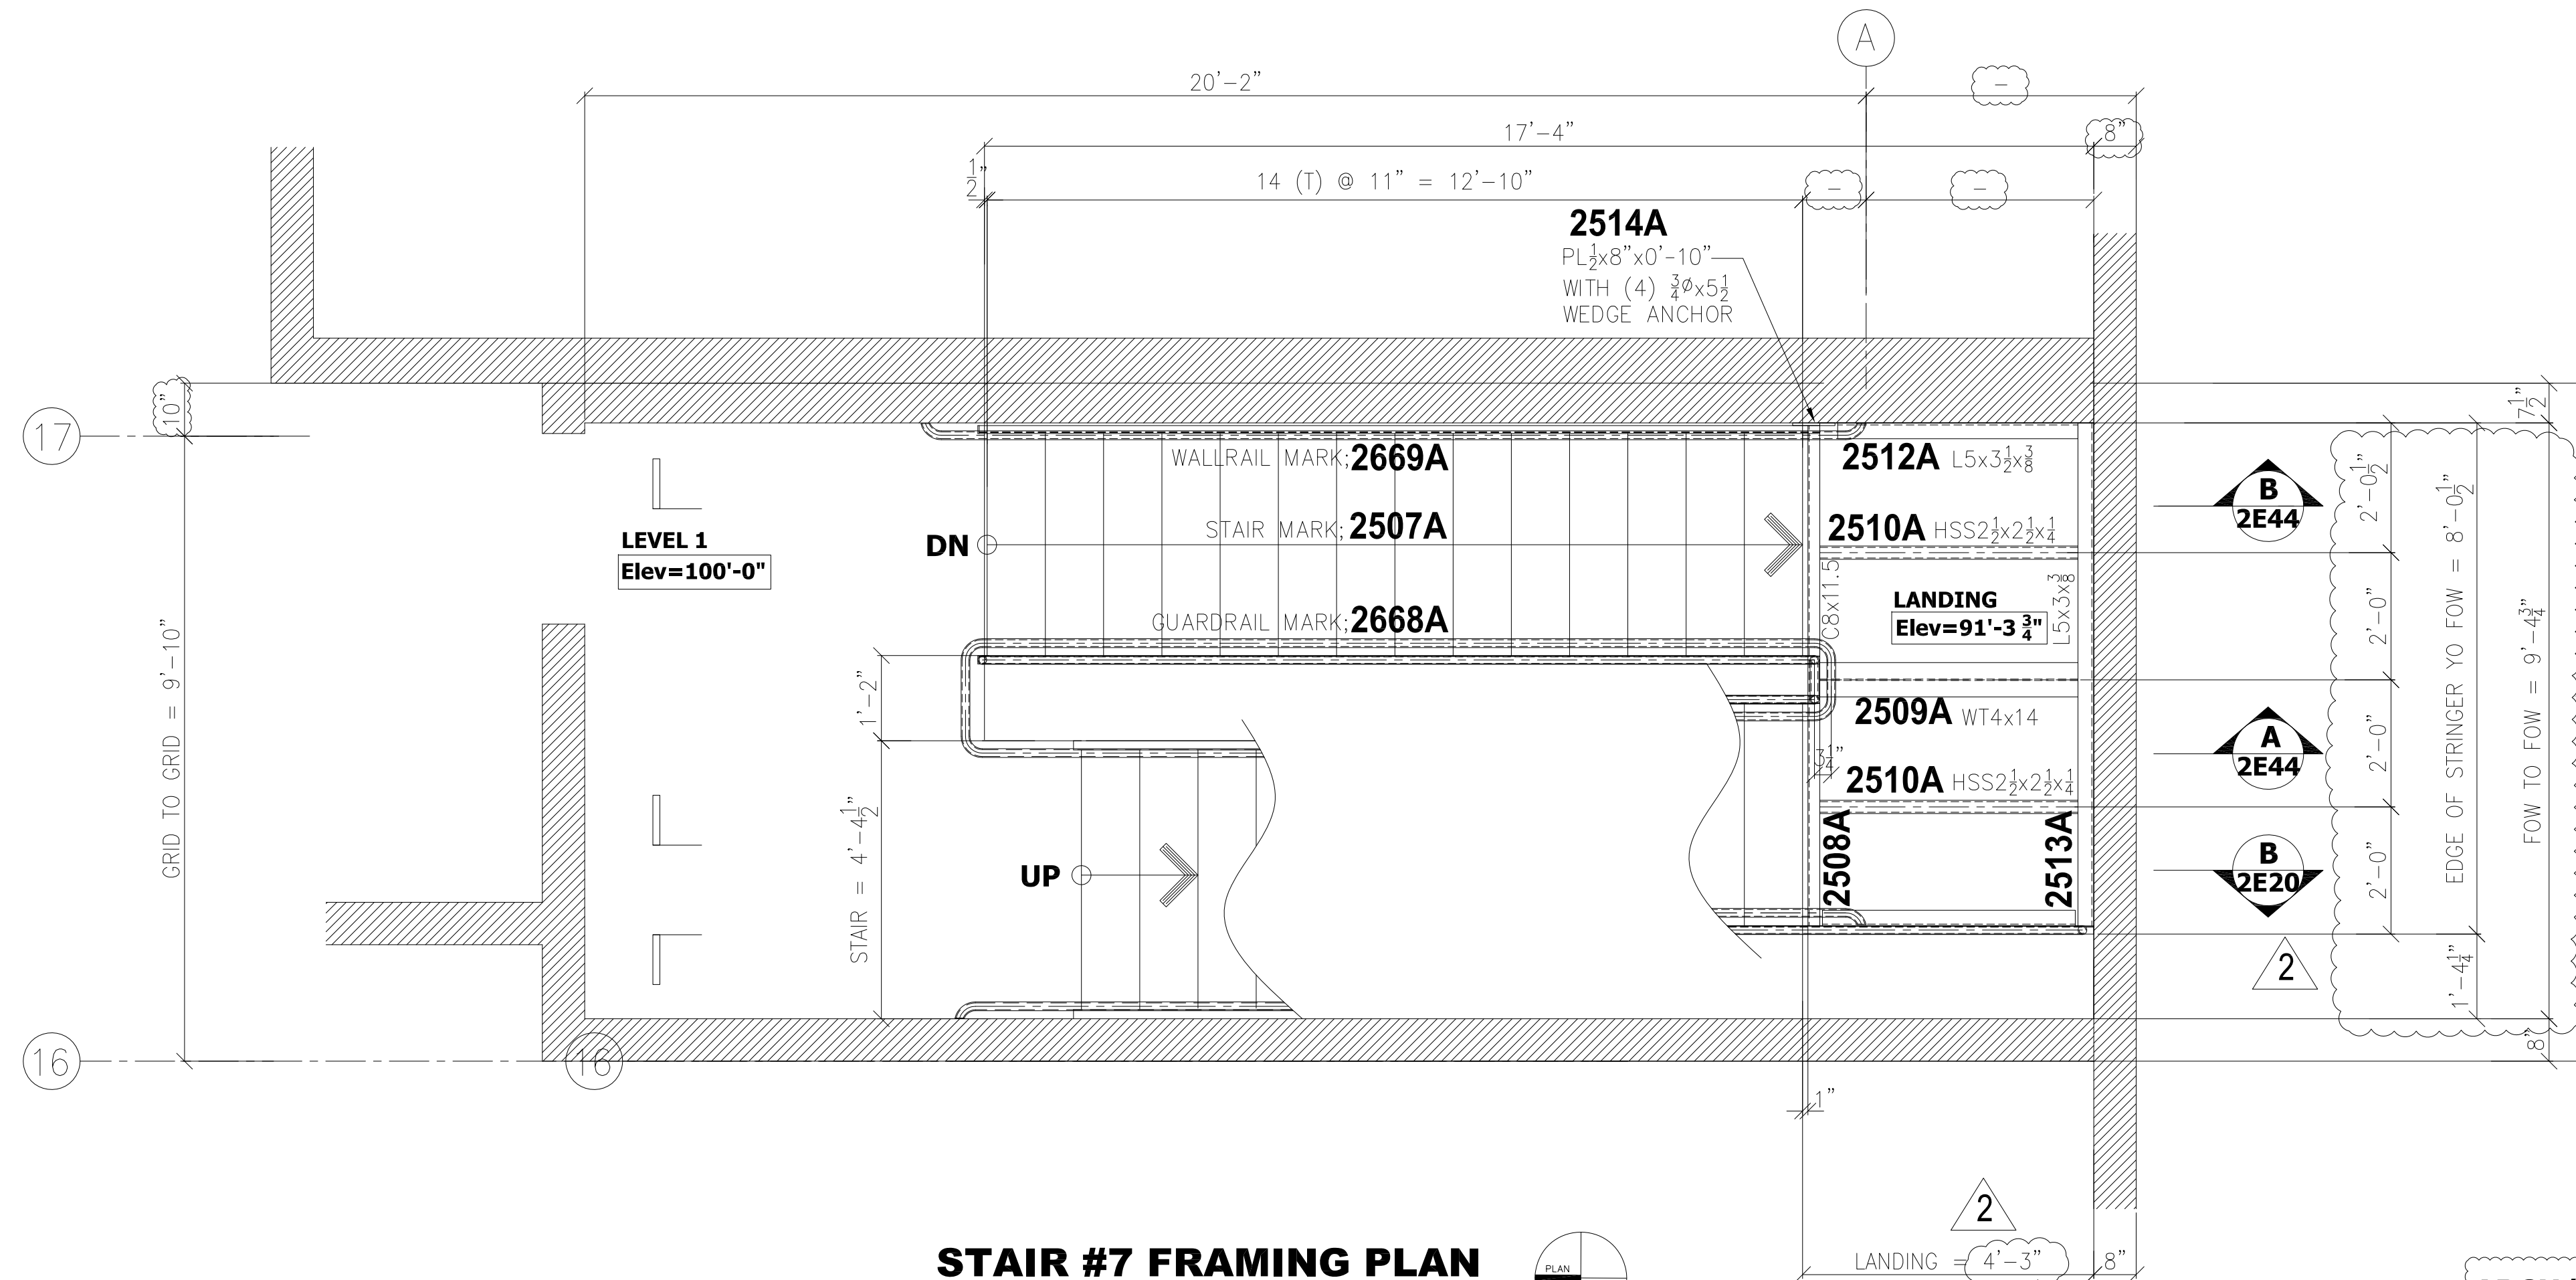 A
20'-2"
-
17'-4"
8"
1/2"
14 (T) @ 11" = 12'-10"
-
-
2514A
PL1/2x8"x0'-10"
WITH (4) 3/4øx5 1/2
WEDGE ANCHOR
10"
17
7 1/2"
WALLRAIL MARK; 2669A
2512A L5x3 1/2x3/8
2'-0 1/2"
B
2E44
STAIR MARK; 2507A
2510A HSS2 1/2x2 1/2x1/4
DN
LEVEL 1
Elev=100'-0"
C8x11.5
LANDING
Elev=91'-3 3/4"
L5x3x3/8
GUARDRAIL MARK; 2668A
2'-0"
EDGE OF STRINGER YO FOW = 8'-0 1/2"
FOW TO FOW = 9'-4 3/4"
GRID TO GRID = 9'-10"
1'-2"
2509A WT4x14
A
2E44
2'-0"
3 1/4"
2510A HSS2 1/2x2 1/2x1/4
STAIR = 4'-4 1/2"
UP
2508A
2513A
B
2E20
2'-0"
2
1'-4 1/4"
8"
16
16
1"
2
STAIR #7 FRAMING PLAN
PLAN
LANDING = 4'-3"
8"